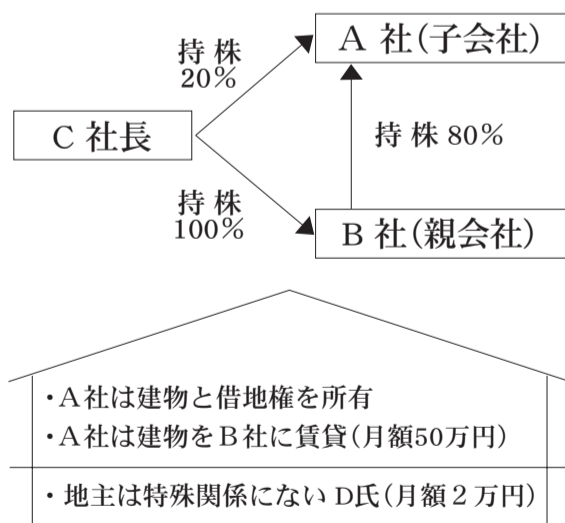 A 社(子会社)
持 株
20%
C 社長
持 株 80%
持 株
100%
B 社(親会社)
・A社は建物と借地権を所有
・A社は建物をB社に賃貸(月額50万円)
・地主は特殊関係にない D氏(月額２万円)